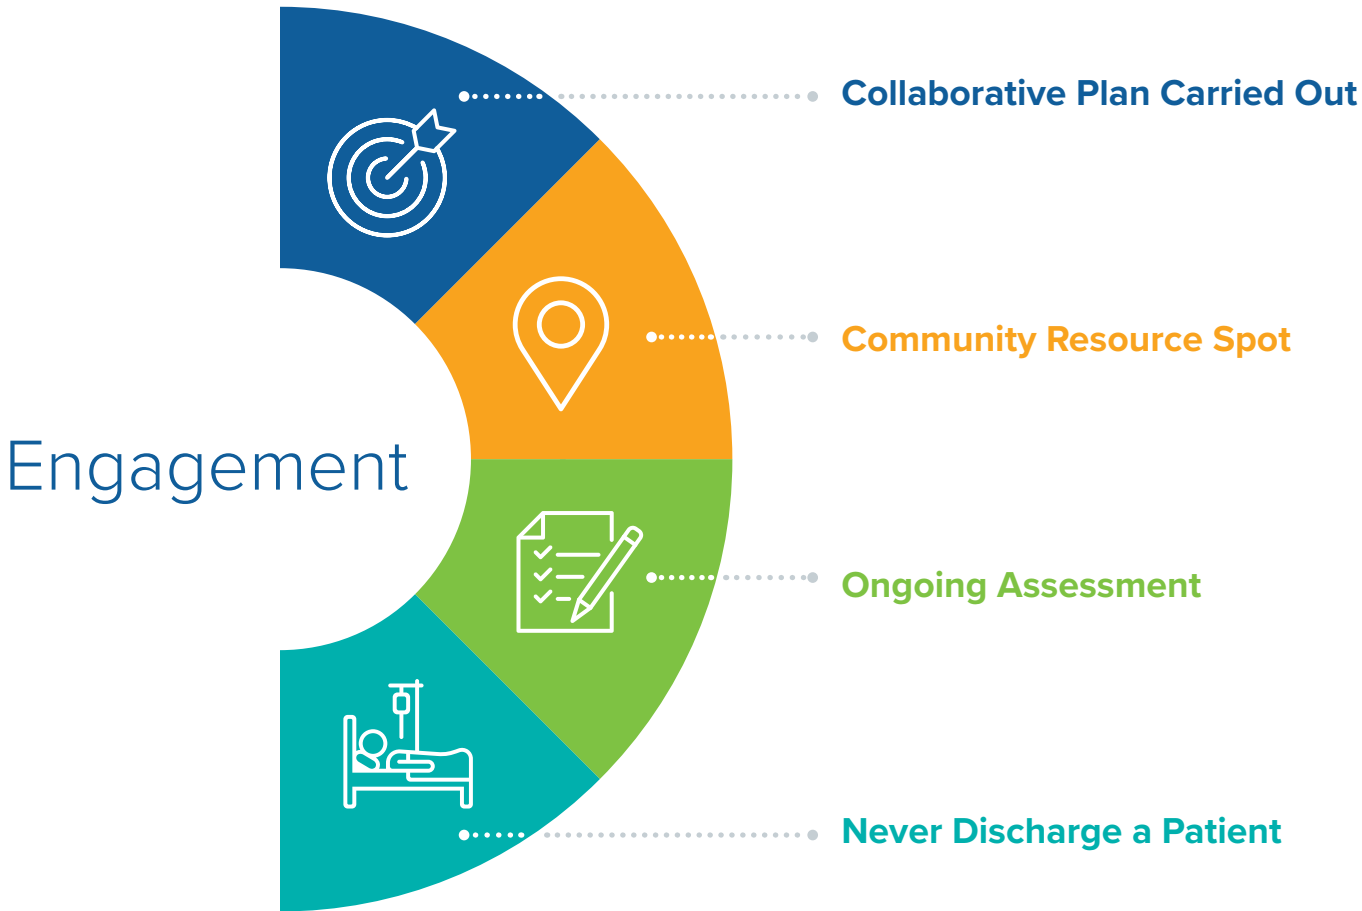 Collaborative Plan Carried Out
Community Resource Spot
Engagement
Ongoing Assessment
Never Discharge a Patient